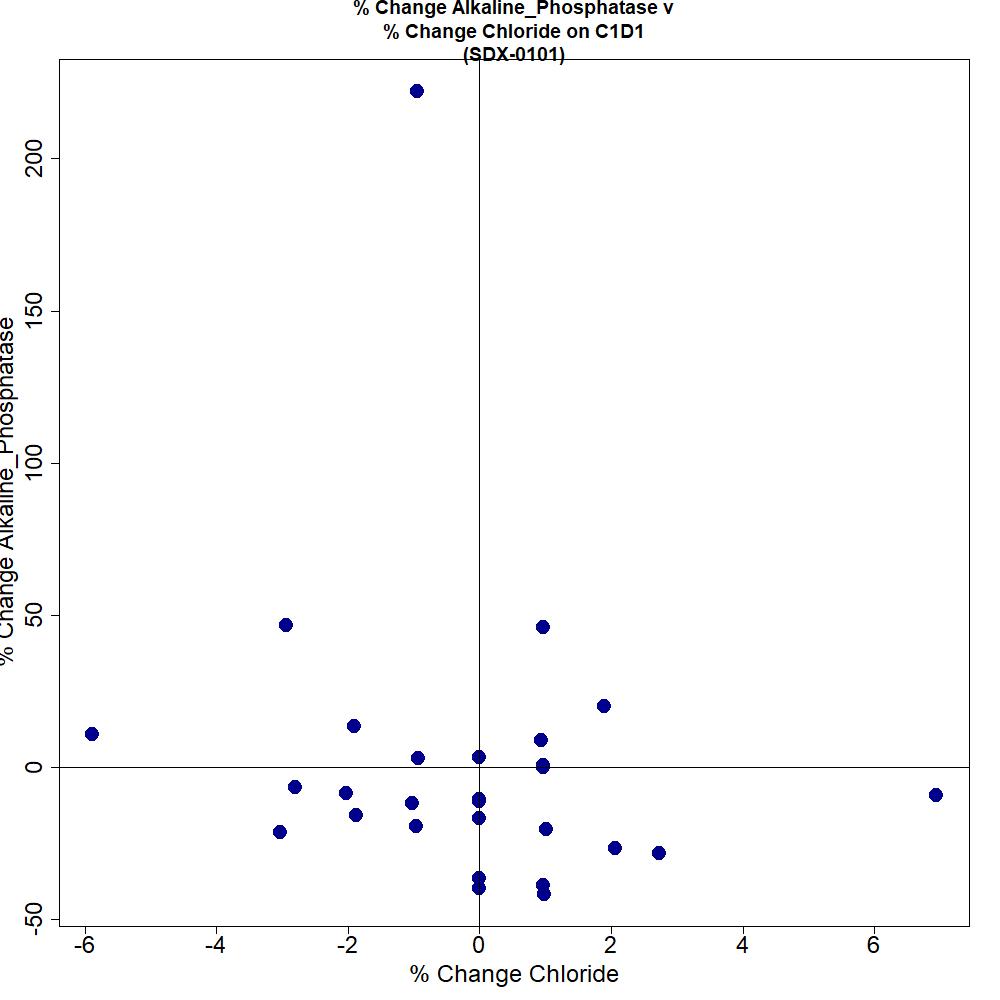 % Change Alkaline_Phosphatase v
% Change Chloride on C1D1
(SDX-0101)
% Change Alkaline_Phosphatase
200
150
100
50
0
-50
-6 -4 -2 0 2 4 6
% Change Chloride